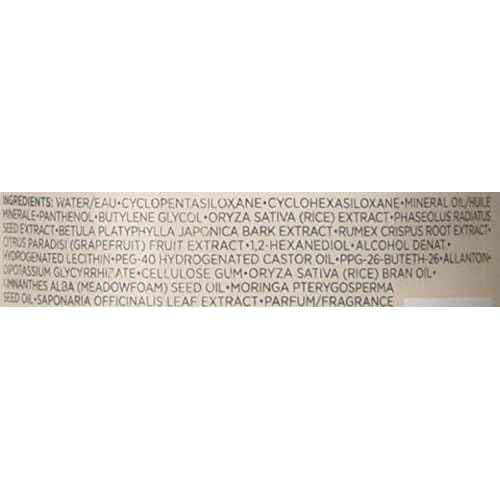 INGREDIENTS: WATER/EAU•CYCLOPENTASILOXANE•CYCLOHEXASILOXANE•MINERAL OIL/HUILE
MINERALE•PANTHENOL•BUTYLENE GLYCOL•ORYZA SATIVA (RICE) EXTRACT•PHASEOLUS RADIATUS
SEED EXTRACT•BETULA PLATYPHYLLA JAPONICA BARK EXTRACT•RUMEX CRISPUS ROOT EXTRACT•
CITRUS PARADISI (GRAPEFRUIT) FRUIT EXTRACT•1,2-HEXANEDIOL•ALCOHOL DENAT•
HYDROGENATED LECITHIN•PEG-40 HYDROGENATED CASTOR OIL•PPG-26-BUTETH-26•ALLANTOIN•
DIPOTASSIUM GLYCYRRHIZATE•CELLULOSE GUM•ORYZA SATIVA (RICE) BRAN OIL•
LIMNANTHES ALBA (MEADOWFOAM) SEED OIL•MORINGA PTERYGOSPERMA
SEED OIL•SAPONARIA OFFICINALIS LEAF EXTRACT•PARFUM/FRAGRANCE